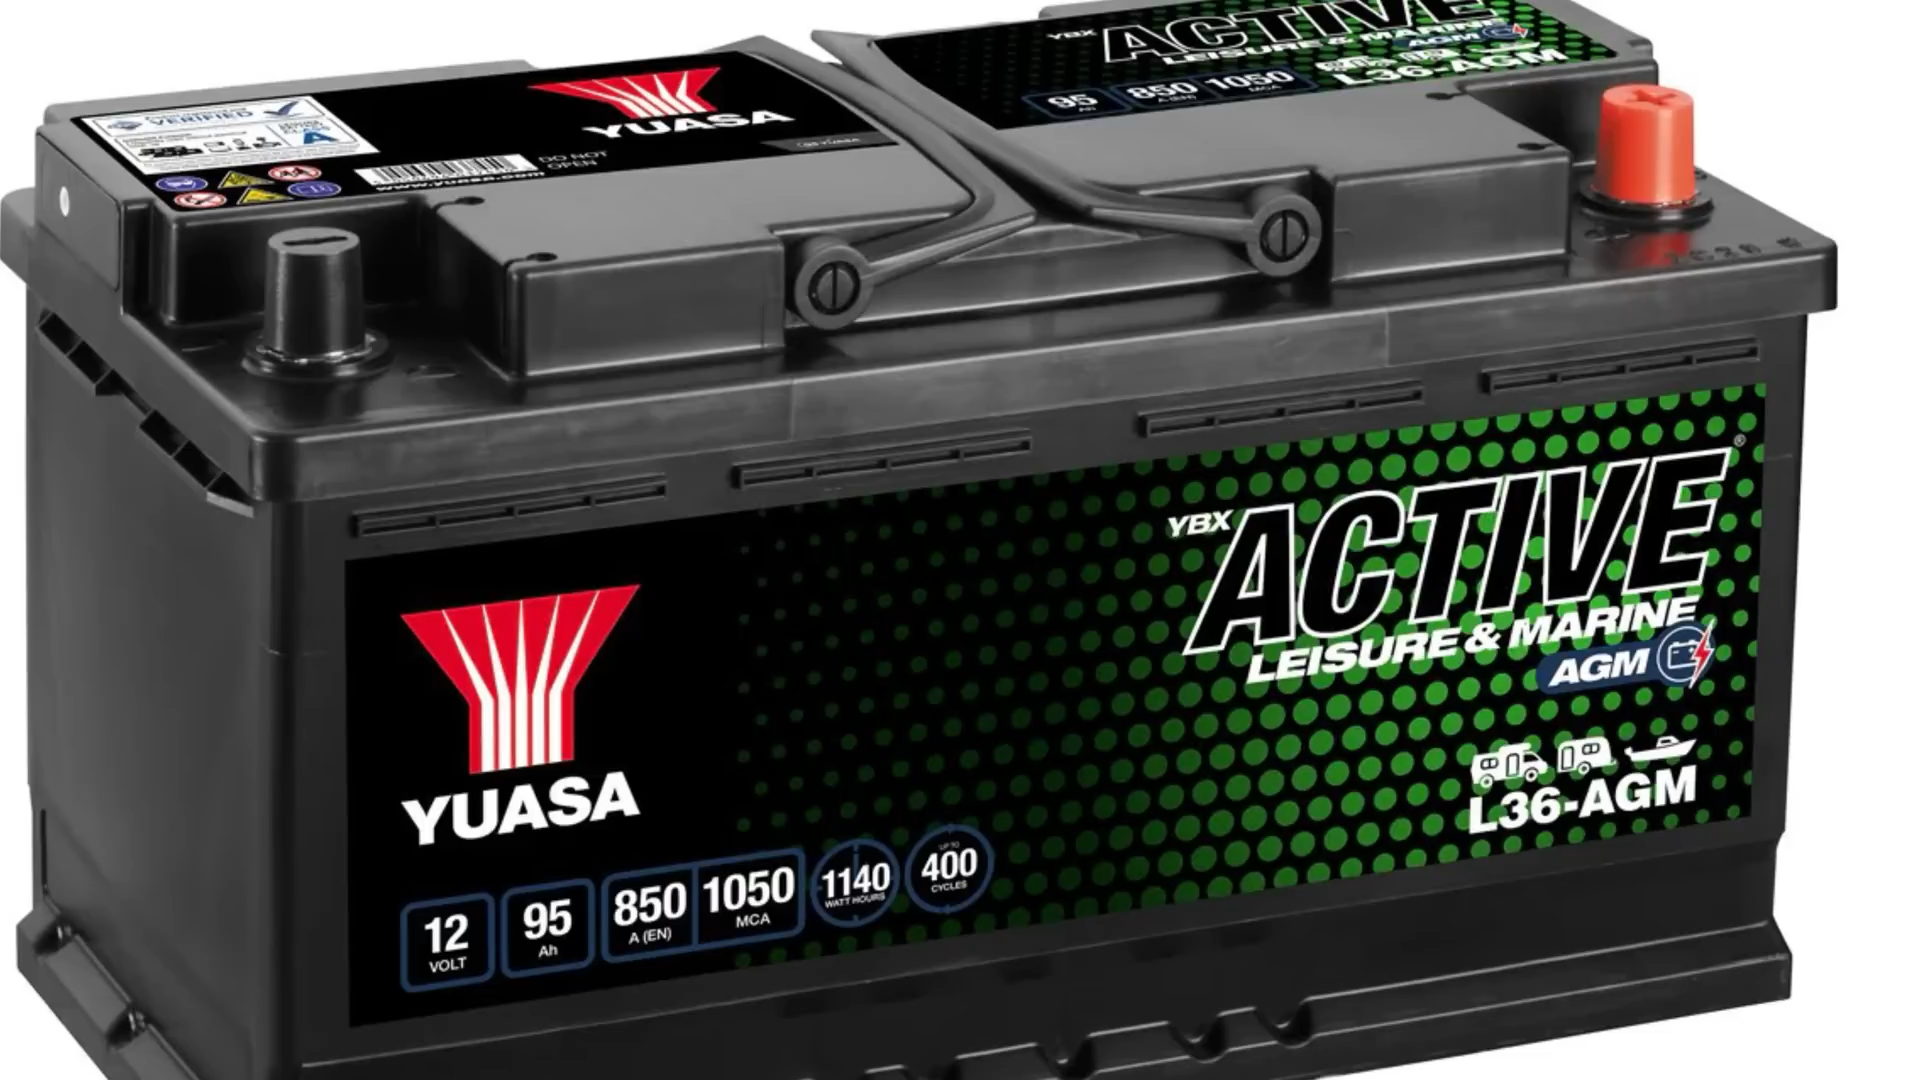 YBX ACTIVE
LEISURE & MARINE
AGM
L36-AGM
95 Ah
850 A (EN)
1050 MCA
VERIFIED
A
YUASA
DO NOT
OPEN
www.yuasa.com
YBX ACTIVE®
LEISURE & MARINE
AGM
L36-AGM
YUASA
12 VOLT
95 Ah
850 A (EN)
1050 MCA
1140 WATT HOURS
UP TO 400 CYCLES